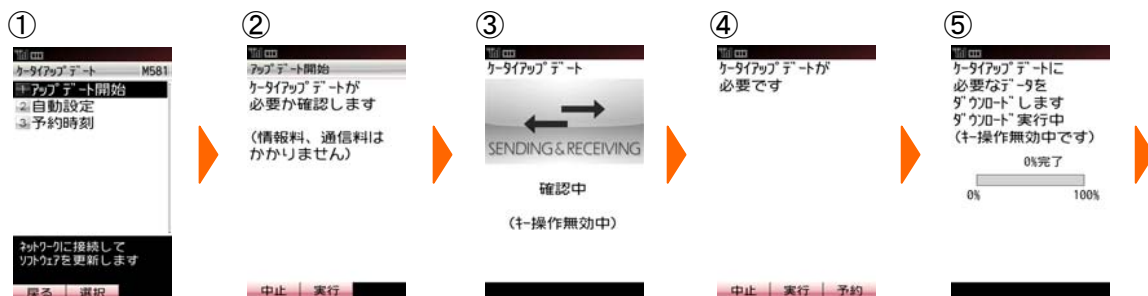 ①
ｹｰﾀｲｱｯﾌﾟﾃﾞｰﾄ M581
1 ｱｯﾌﾟﾃﾞｰﾄ開始
2 自動設定
3 予約時刻
ﾈｯﾄﾜｰｸに接続して
ｿﾌﾄｳｪｱを更新します
戻る 選択
②
ｱｯﾌﾟﾃﾞｰﾄ開始
ｹｰﾀｲｱｯﾌﾟﾃﾞｰﾄが
必要か確認します
(情報料、通信料は
かかりません)
中止 実行
③
ｹｰﾀｲｱｯﾌﾟﾃﾞｰﾄ
SENDING & RECEIVING
確認中
(ｷｰ操作無効中)
④
ｹｰﾀｲｱｯﾌﾟﾃﾞｰﾄが
必要です
中止 実行 予約
⑤
ｹｰﾀｲｱｯﾌﾟﾃﾞｰﾄに
必要なﾃﾞｰﾀを
ﾀﾞｳﾝﾛｰﾄﾞします
ﾀﾞｳﾝﾛｰﾄﾞ実行中
(ｷｰ操作無効中です)
0%完了
0% 100%